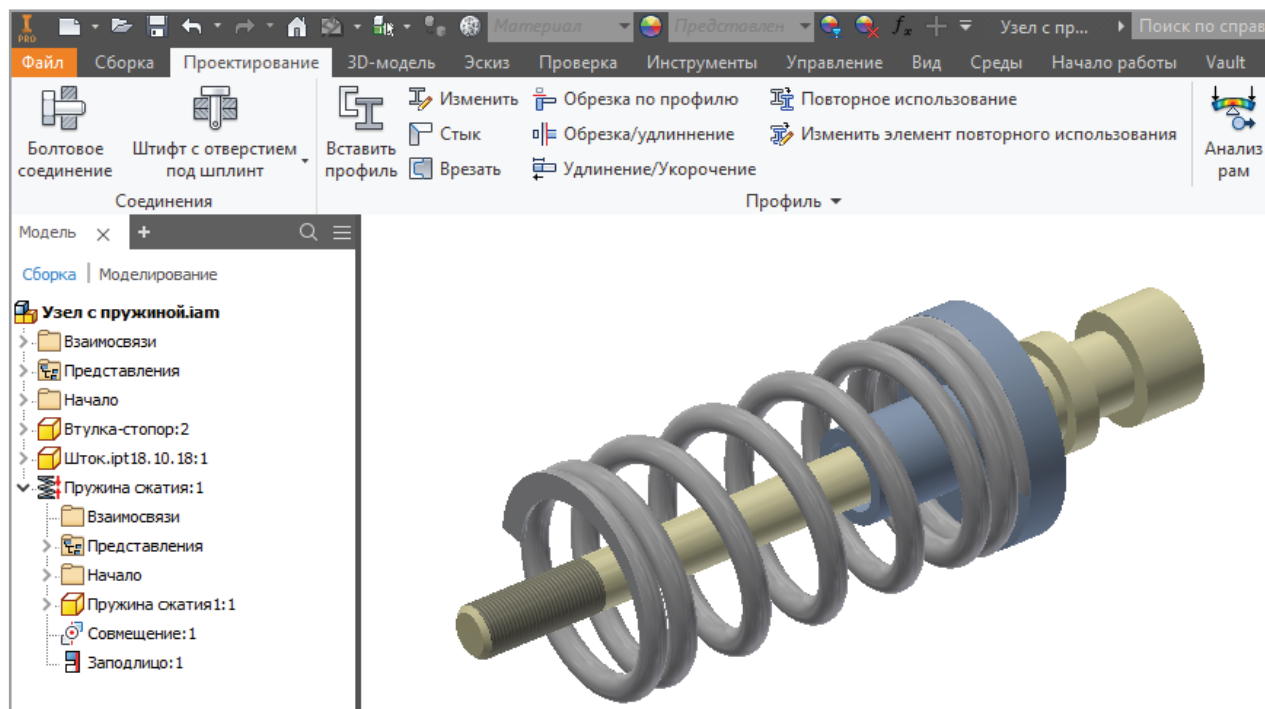 I PRO Материал Представлен fx Узел с пр... Поиск по справ
Файл Сборка Проектирование 3D-модель Эскиз Проверка Инструменты Управление Вид Среды Начало работы Vault
Болтовое соединение
Штифт с отверстием под шплинт
Соединения
Вставить профиль
Изменить
Стык
Врезать
Обрезка по профилю
Обрезка/удлиннение
Удлинение/Укорочение
Повторное использование
Изменить элемент повторного использования
Профиль
Анализ рам
Модель
Сборка | Моделирование
Узел с пружиной.iam
Взаимосвязи
Представления
Начало
Втулка-стопор:2
Шток.ipt18.10.18:1
Пружина сжатия:1
Взаимосвязи
Представления
Начало
Пружина сжатия1:1
Совмещение:1
Заподлицо:1